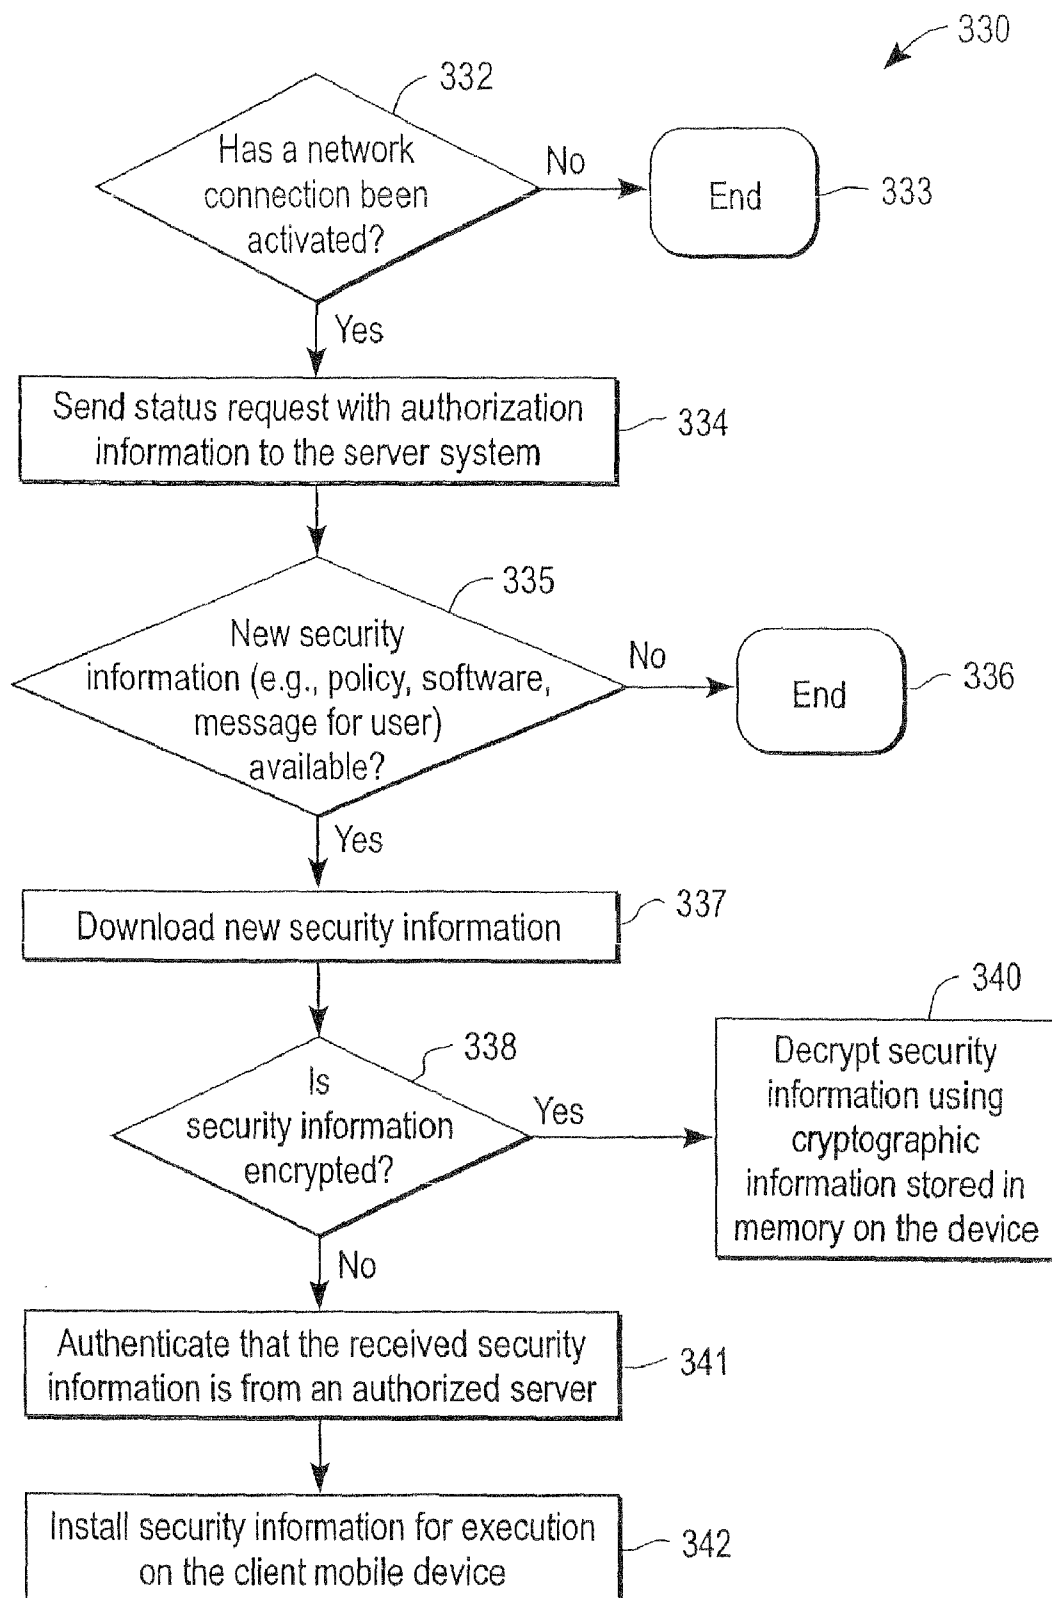 330
332
Has a network
connection been
activated?
No
End
333
Yes
Send status request with authorization
information to the server system
334
335
New security
information (e.g., policy, software,
message for user)
available?
No
End
336
Yes
Download new security information
337
338
Is
security information
encrypted?
Yes
340
Decrypt security
information using
cryptographic
information stored in
memory on the device
No
Authenticate that the received security
information is from an authorized server
341
Install security information for execution
on the client mobile device
342